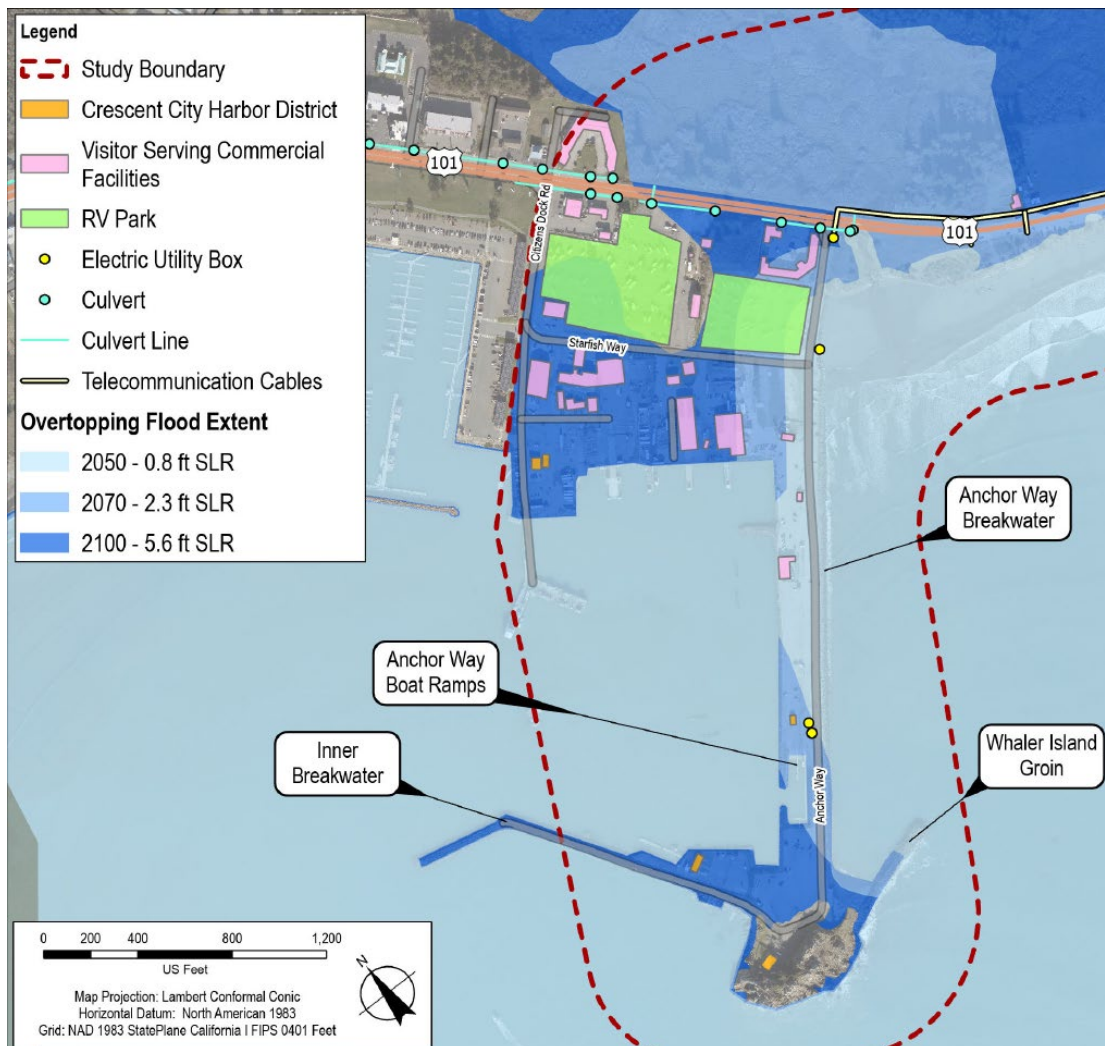 Legend
Study Boundary
Crescent City Harbor District
Visitor Serving Commercial
Facilities
RV Park
Electric Utility Box
Culvert
Culvert Line
Telecommunication Cables
Overtopping Flood Extent
2050 - 0.8 ft SLR
2070 - 2.3 ft SLR
2100 - 5.6 ft SLR
101
101
Citizens Dock Rd
Starfish Way
Anchor Way
Breakwater
Anchor Way
Boat Ramps
Inner
Breakwater
Whaler Island
Groin
Anchor Way
0 200 400 800 1,200
US Feet
N
Map Projection: Lambert Conformal Conic
Horizontal Datum: North American 1983
Grid: NAD 1983 StatePlane California I FIPS 0401 Feet